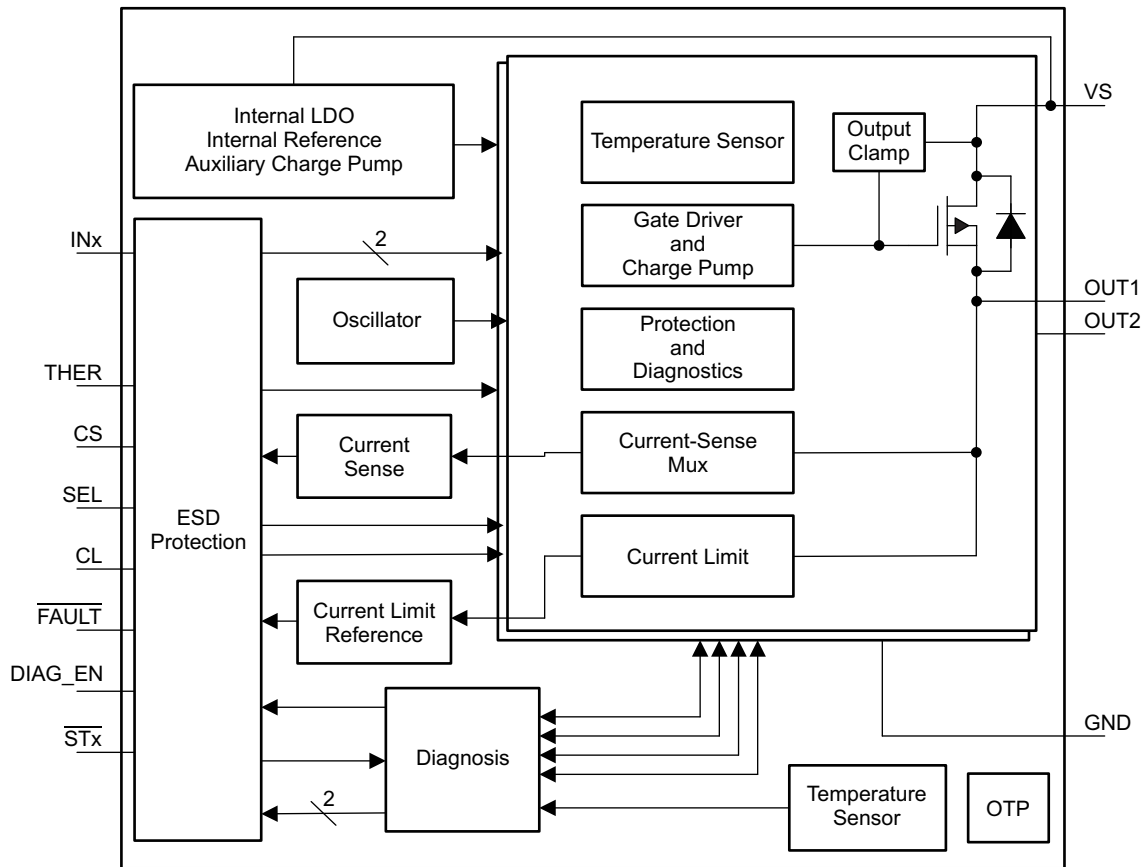 Internal LDO
Internal Reference
Auxiliary Charge Pump
Temperature Sensor
Output
Clamp
VS
INx
2
Gate Driver
and
Charge Pump
Oscillator
OUT1
OUT2
Protection
and
Diagnostics
THER
CS
Current
Sense
Current-Sense
Mux
SEL
ESD
Protection
CL
Current Limit
FAULT
Current Limit
Reference
DIAG_EN
STx
Diagnosis
GND
2
Temperature
Sensor
OTP